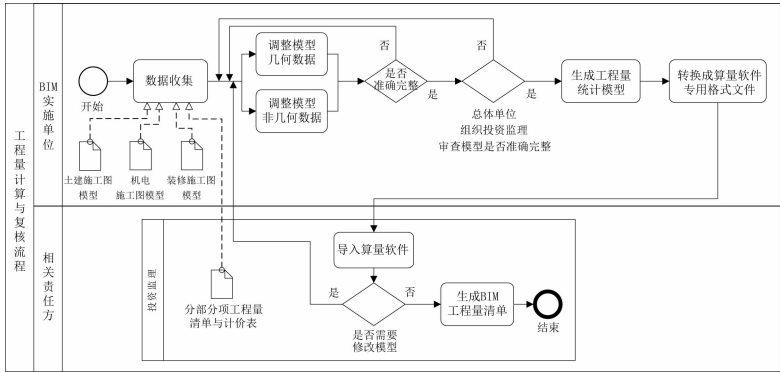 工程量计算与复核流程
BIM
实施单位
开始
数据收集
土建施工图
模型
机电
施工图模型
装修施工图
模型
调整模型
几何数据
调整模型
非几何数据
否
是否
准确完整
是
否
总体单位
组织投资监理
审查模型是否准确完整
是
生成工程量
统计模型
转换成算量软件
专用格式文件
相关责任方
投资监理
分部分项工程量
清单与计价表
导入算量软件
是
否
是否需要
修改模型
生成BIM
工程量清单
结束